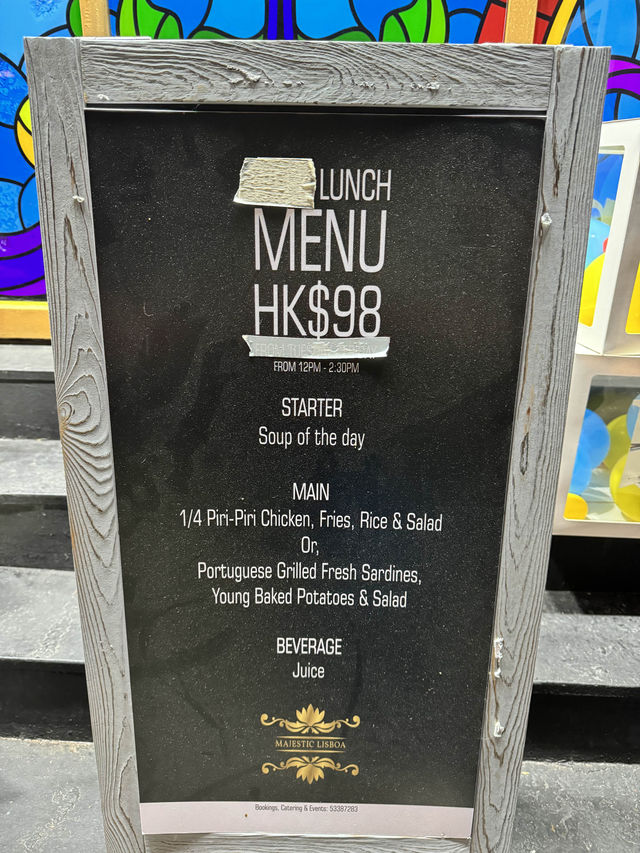 LUNCH
MENU
HK$98
FROM 12PM - 2:30PM
STARTER
Soup of the day
MAIN
1/4 Piri-Piri Chicken, Fries, Rice & Salad
Or,
Portuguese Grilled Fresh Sardines,
Young Baked Potatoes & Salad
BEVERAGE
Juice
MAJESTIC LISBOA
Bookings, Catering & Events: 53387283